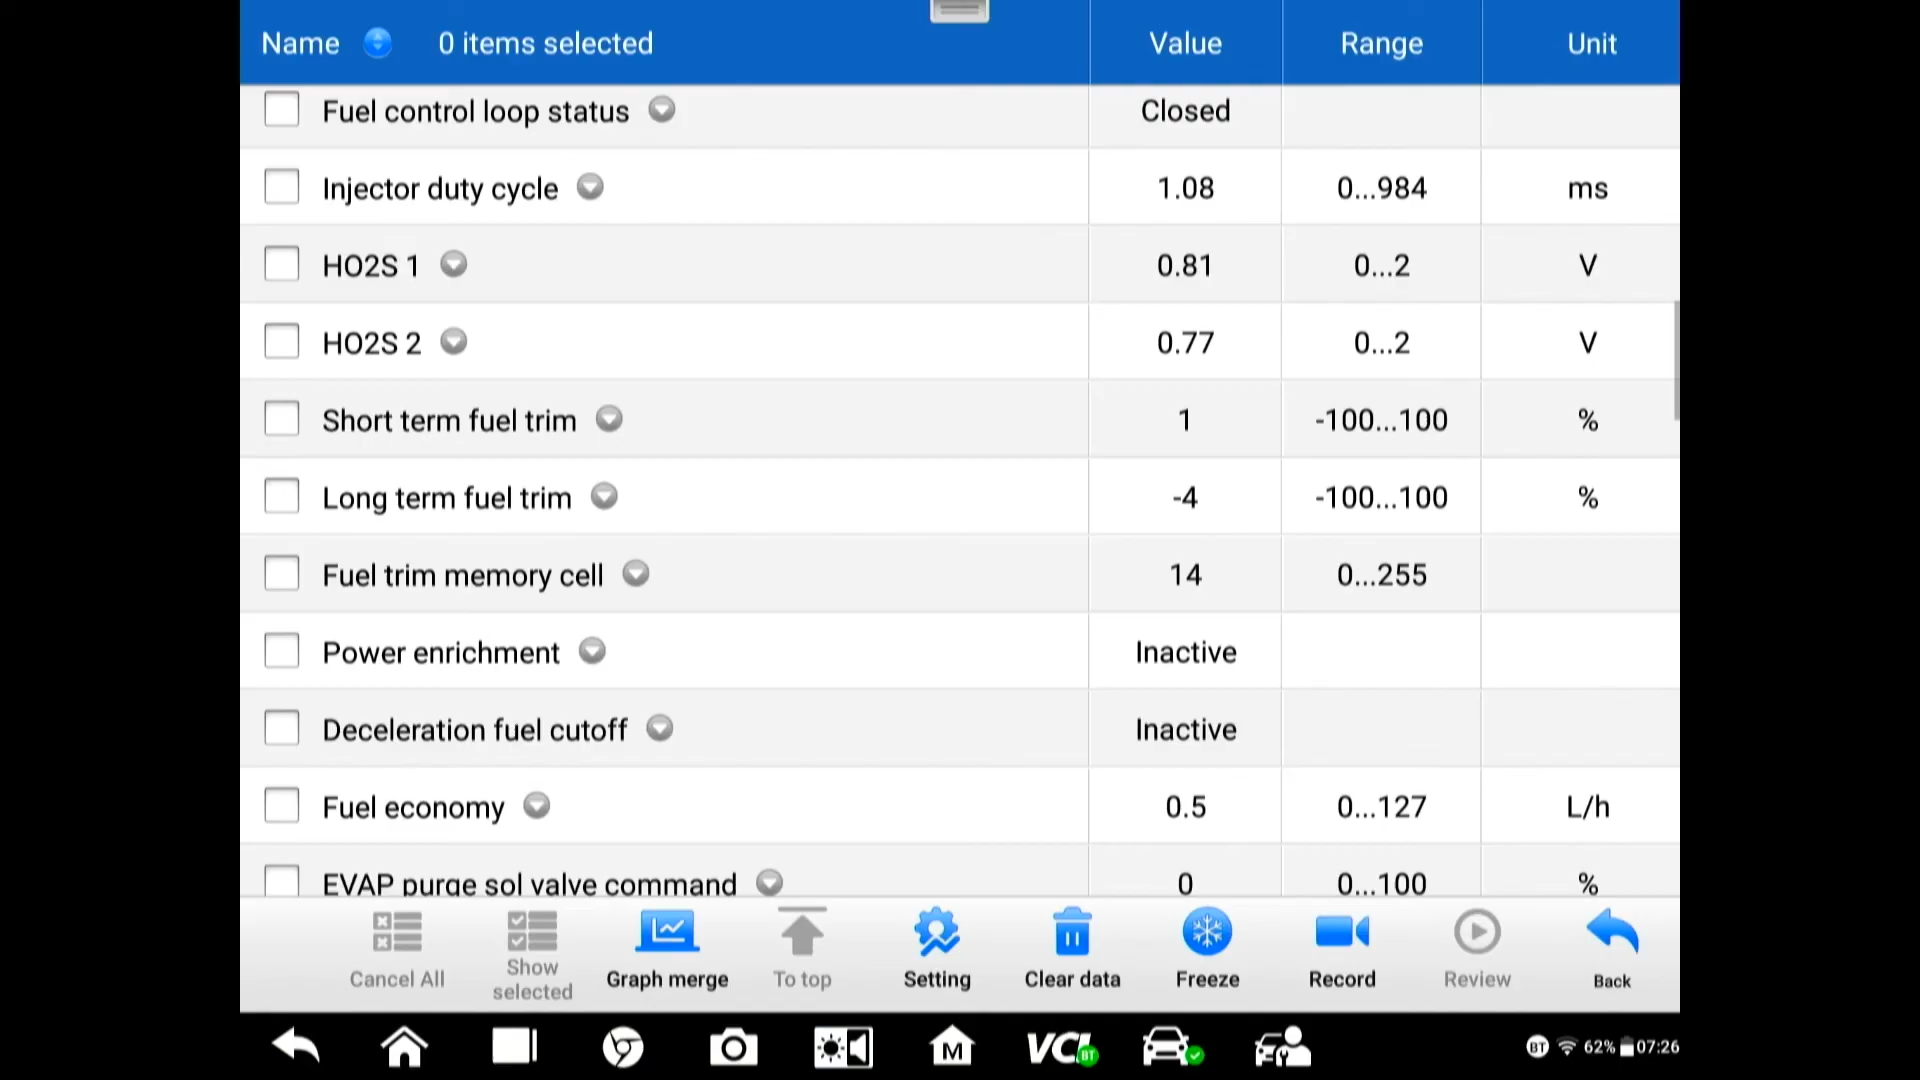 Name 0 items selected Value Range Unit
Fuel control loop status Closed
Injector duty cycle 1.08 0...984 ms
HO2S 1 0.81 0...2 V
HO2S 2 0.77 0...2 V
Short term fuel trim 1 -100...100 %
Long term fuel trim -4 -100...100 %
Fuel trim memory cell 14 0...255
Power enrichment Inactive
Deceleration fuel cutoff Inactive
Fuel economy 0.5 0...127 L/h
EVAP purge sol valve command 0 0...100 %
Cancel All
Show
selected
Graph merge
To top
Setting
Clear data
Freeze
Record
Review
Back
M
VCI
BT
BT 62% 07:26